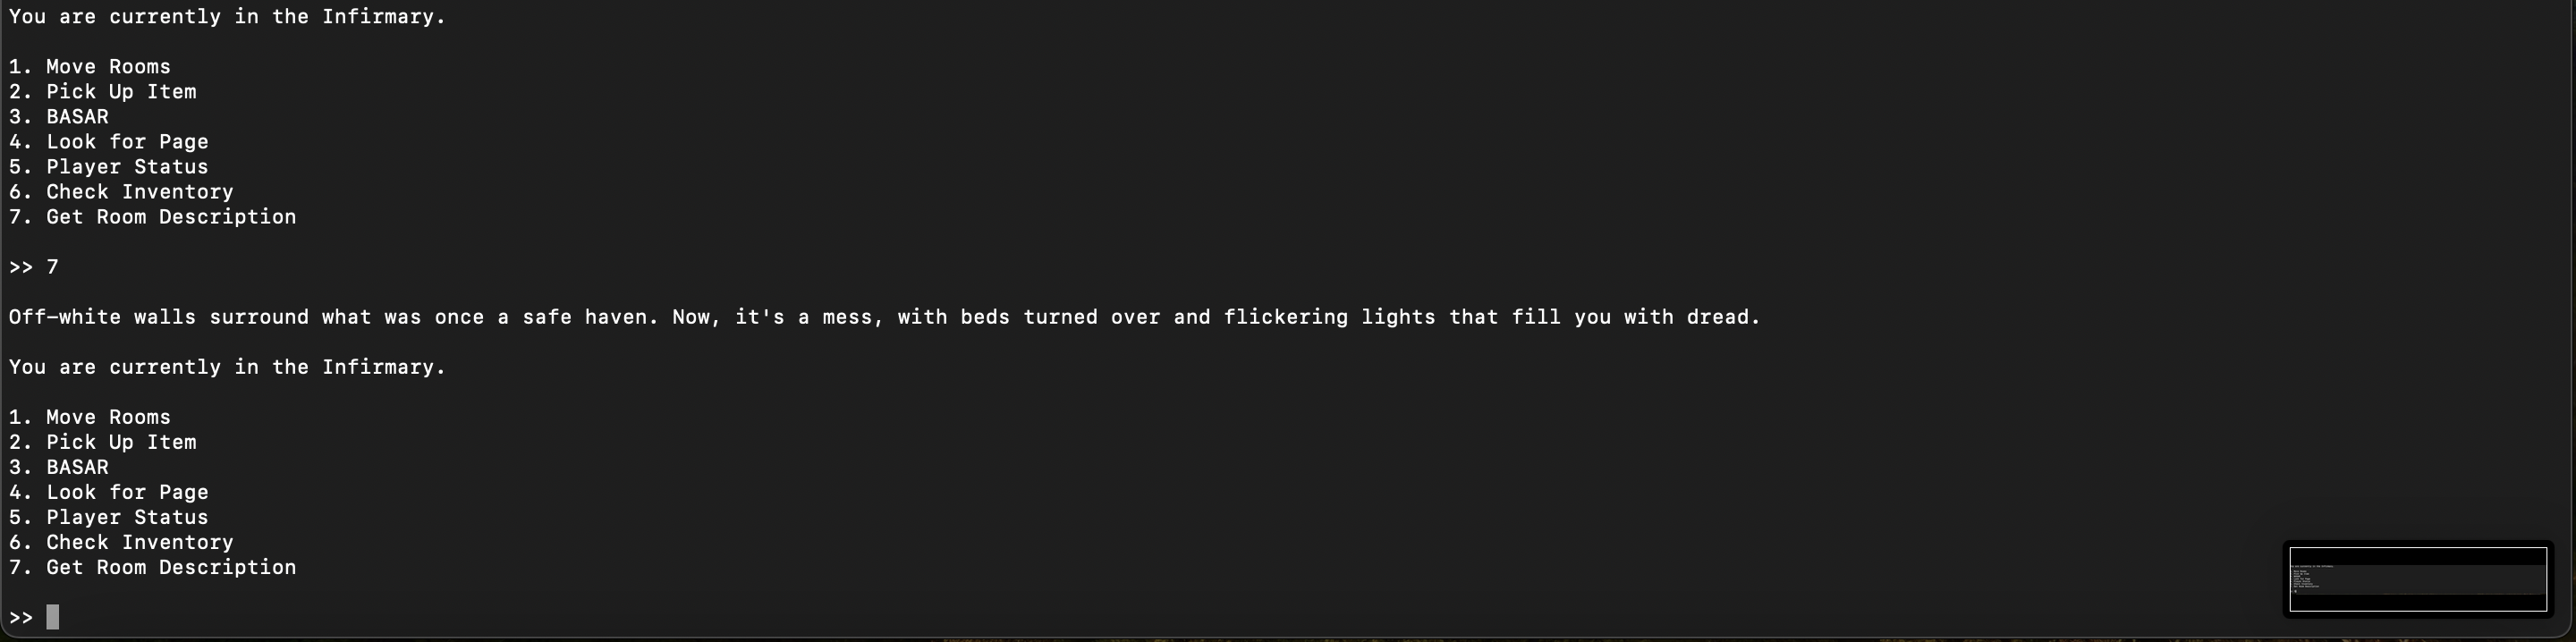 You are currently in the Infirmary.
1. Move Rooms
2. Pick Up Item
3. BASAR
4. Look for Page
5. Player Status
6. Check Inventory
7. Get Room Description
>> 7
Off-white walls surround what was once a safe haven. Now, it's a mess, with beds turned over and flickering lights that fill you with dread.
You are currently in the Infirmary.
1. Move Rooms
2. Pick Up Item
3. BASAR
4. Look for Page
5. Player Status
6. Check Inventory
7. Get Room Description
>>